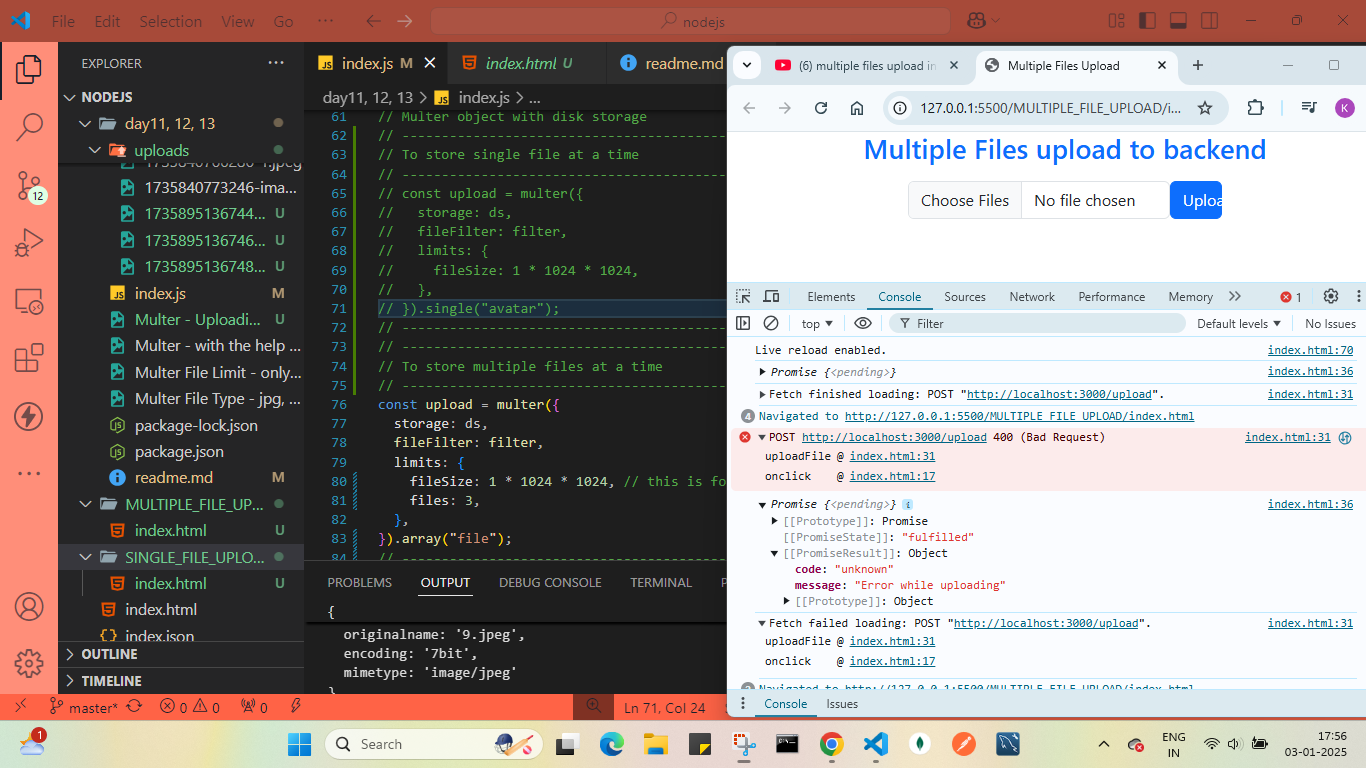 File Edit Selection View Go ··· nodejs
EXPLORER ···
NODEJS
day11, 12, 13
uploads
1735840773246-ima...
1735895136744... U
1735895136746... U
1735895136748... U
index.js M
Multer - Uploadi... U
Multer - with the help ...
Multer File Limit - only...
Multer File Type - jpg, ...
package-lock.json
package.json
readme.md M
MULTIPLE_FILE_UP...
index.html U
SINGLE_FILE_UPLO...
index.html U
index.html
index.json
OUTLINE
TIMELINE
12
index.js M
index.html U
readme.md
day11, 12, 13 > index.js > ...
61 // Multer object with disk storage
62 // ----------------------------------------
63 // To store single file at a time
64 // ----------------------------------------
65 // const upload = multer({
66 // storage: ds,
67 // fileFilter: filter,
68 // limits: {
69 // fileSize: 1 * 1024 * 1024,
70 // },
71 // }).single("avatar");
72 // ----------------------------------------
73 // ----------------------------------------
74 // To store multiple files at a time
75 // ----------------------------------------
76 const upload = multer({
77 storage: ds,
78 fileFilter: filter,
79 limits: {
80 fileSize: 1 * 1024 * 1024, // this is fo
81 files: 3,
82 },
83 }).array("file");
84 // ----------------------------------------
PROBLEMS OUTPUT DEBUG CONSOLE TERMINAL P
{
originalname: '9.jpeg',
encoding: '7bit',
mimetype: 'image/jpeg'
}
master* 0 0 0 Ln 71, Col 24
(6) multiple files upload in
Multiple Files Upload
127.0.0.1:5500/MULTIPLE_FILE_UPLOAD/i...
K
Multiple Files upload to backend
Choose Files No file chosen Uploa
Elements Console Sources Network Performance Memory 1
top Filter Default levels No Issues
Live reload enabled. index.html:70
Promise {<pending>} index.html:36
Fetch finished loading: POST "http://localhost:3000/upload". index.html:31
4 Navigated to http://127.0.0.1:5500/MULTIPLE_FILE_UPLOAD/index.html
POST http://localhost:3000/upload 400 (Bad Request) index.html:31
uploadFile @ index.html:31
onclick @ index.html:17
Promise {<pending>} i index.html:36
[[Prototype]]: Promise
[[PromiseState]]: "fulfilled"
[[PromiseResult]]: Object
code: "unknown"
message: "Error while uploading"
[[Prototype]]: Object
Fetch failed loading: POST "http://localhost:3000/upload". index.html:31
uploadFile @ index.html:31
onclick @ index.html:17
Navigated to http://127.0.0.1:5500/MULTIPLE_FILE_UPLOAD/index.html
Console Issues
1
Search
ENG
IN
17:56
03-01-2025